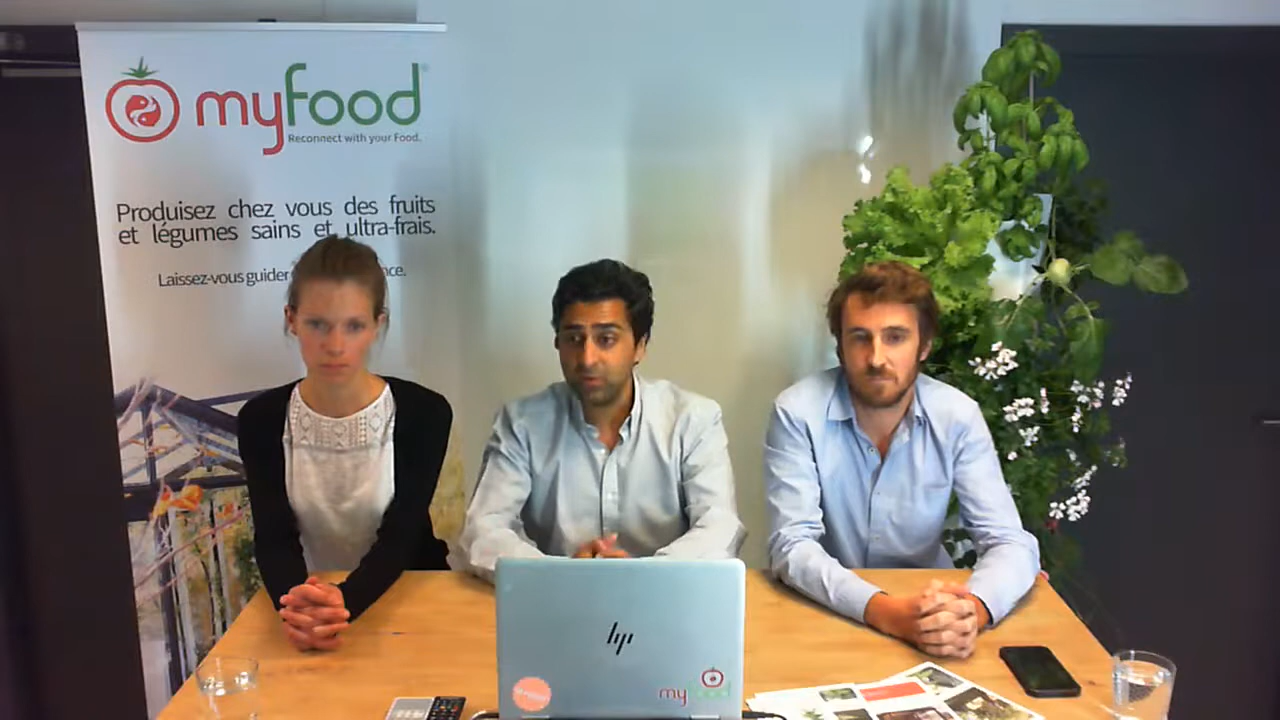 myfood
Reconnect with your Food.
Produisez chez vous des fruits
et légumes sains et ultra-frais.
Laissez-vous guider
hp
myfood